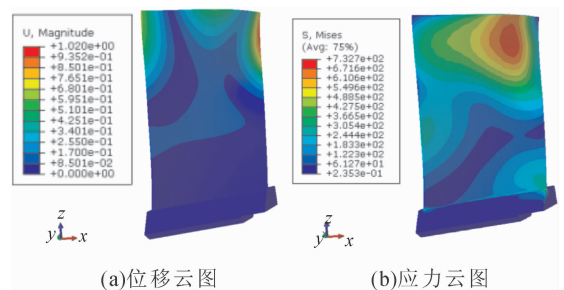 U, Magnitude
+1.020e+00
+9.352e-01
+8.501e-01
+7.651e-01
+6.801e-01
+5.951e-01
+5.101e-01
+4.251e-01
+3.401e-01
+2.550e-01
+1.700e-01
+8.501e-02
+0.000e+00
z
y
x
(a)位移云图
S, Mises
(Avg: 75%)
+7.327e+02
+6.716e+02
+6.106e+02
+5.496e+02
+4.885e+02
+4.275e+02
+3.665e+02
+3.054e+02
+2.444e+02
+1.833e+02
+1.223e+02
+6.127e+01
+2.353e-01
z
y
x
(b)应力云图